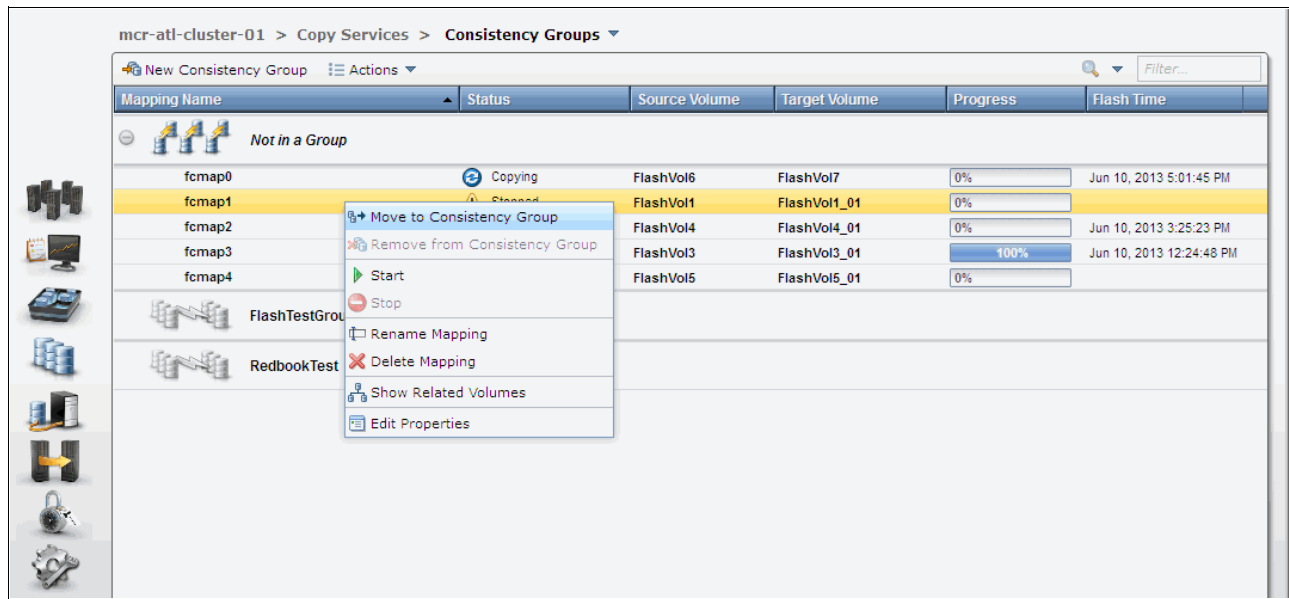 mcr-atl-cluster-01 > Copy Services > Consistency Groups
New Consistency Group Actions Filter...
Mapping Name Status Source Volume Target Volume Progress Flash Time
Not in a Group
fcmap0 Copying FlashVol6 FlashVol7 0% Jun 10, 2013 5:01:45 PM
fcmap1 Stopped FlashVol1 FlashVol1_01 0%
Move to Consistency Group
fcmap2 FlashVol4 FlashVol4_01 0% Jun 10, 2013 3:25:23 PM
Remove from Consistency Group
fcmap3 FlashVol3 FlashVol3_01 100% Jun 10, 2013 12:24:48 PM
fcmap4 Start FlashVol5 FlashVol5_01 0%
Stop
FlashTestGrou
Rename Mapping
RedbookTest Delete Mapping
Show Related Volumes
Edit Properties